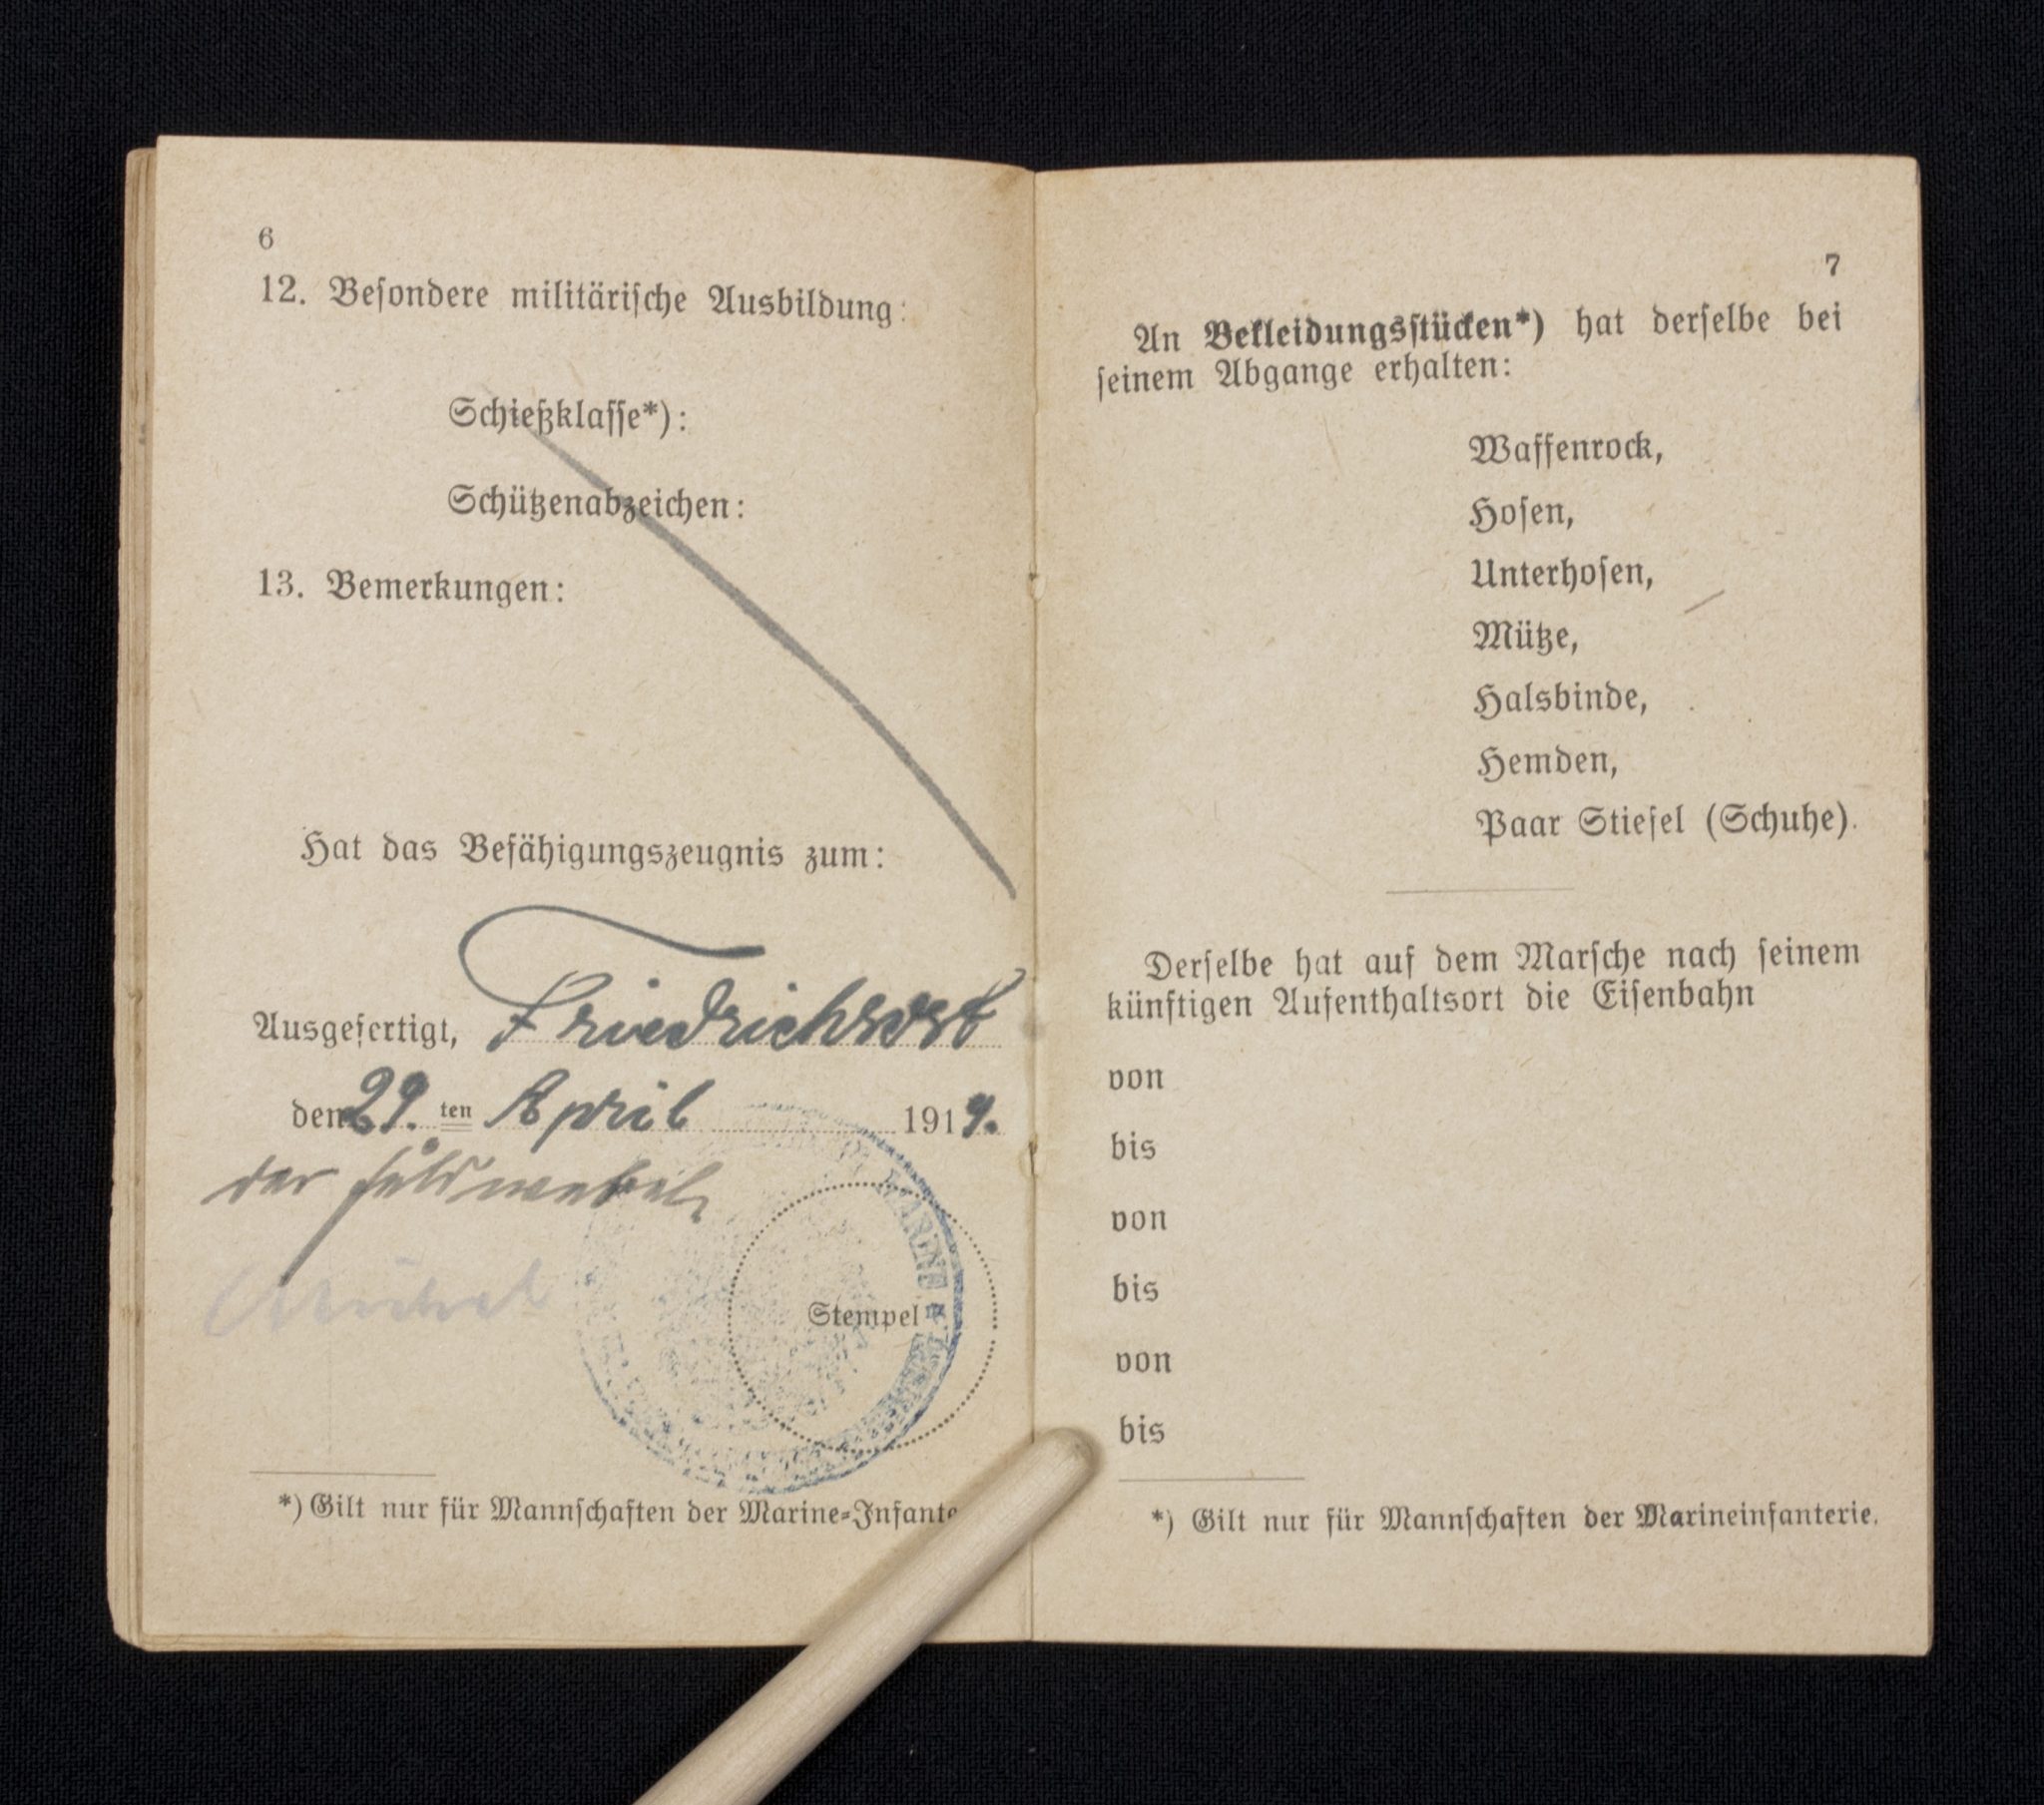 6
12. Besondere militärische Ausbildung:
Schießklasse*):
Schützenabzeichen:
13. Bemerkungen:
Hat das Befähigungszeugnis zum:
Ausgefertigt, Friedrichsort
den 29. ten April 1919.
der Feldwebel
MARINE
Stempel
*) Gilt nur für Mannschaften der Marine-Infante
7
An Bekleidungsstücken*) hat derselbe bei
seinem Abgange erhalten:
Waffenrock,
Hosen,
Unterhosen,
Mütze,
Halsbinde,
Hemden,
Paar Stiefel (Schuhe).
Derselbe hat auf dem Marsche nach seinem
künftigen Aufenthaltsort die Eisenbahn
von
bis
von
bis
von
bis
*) Gilt nur für Mannschaften der Marineinfanterie.